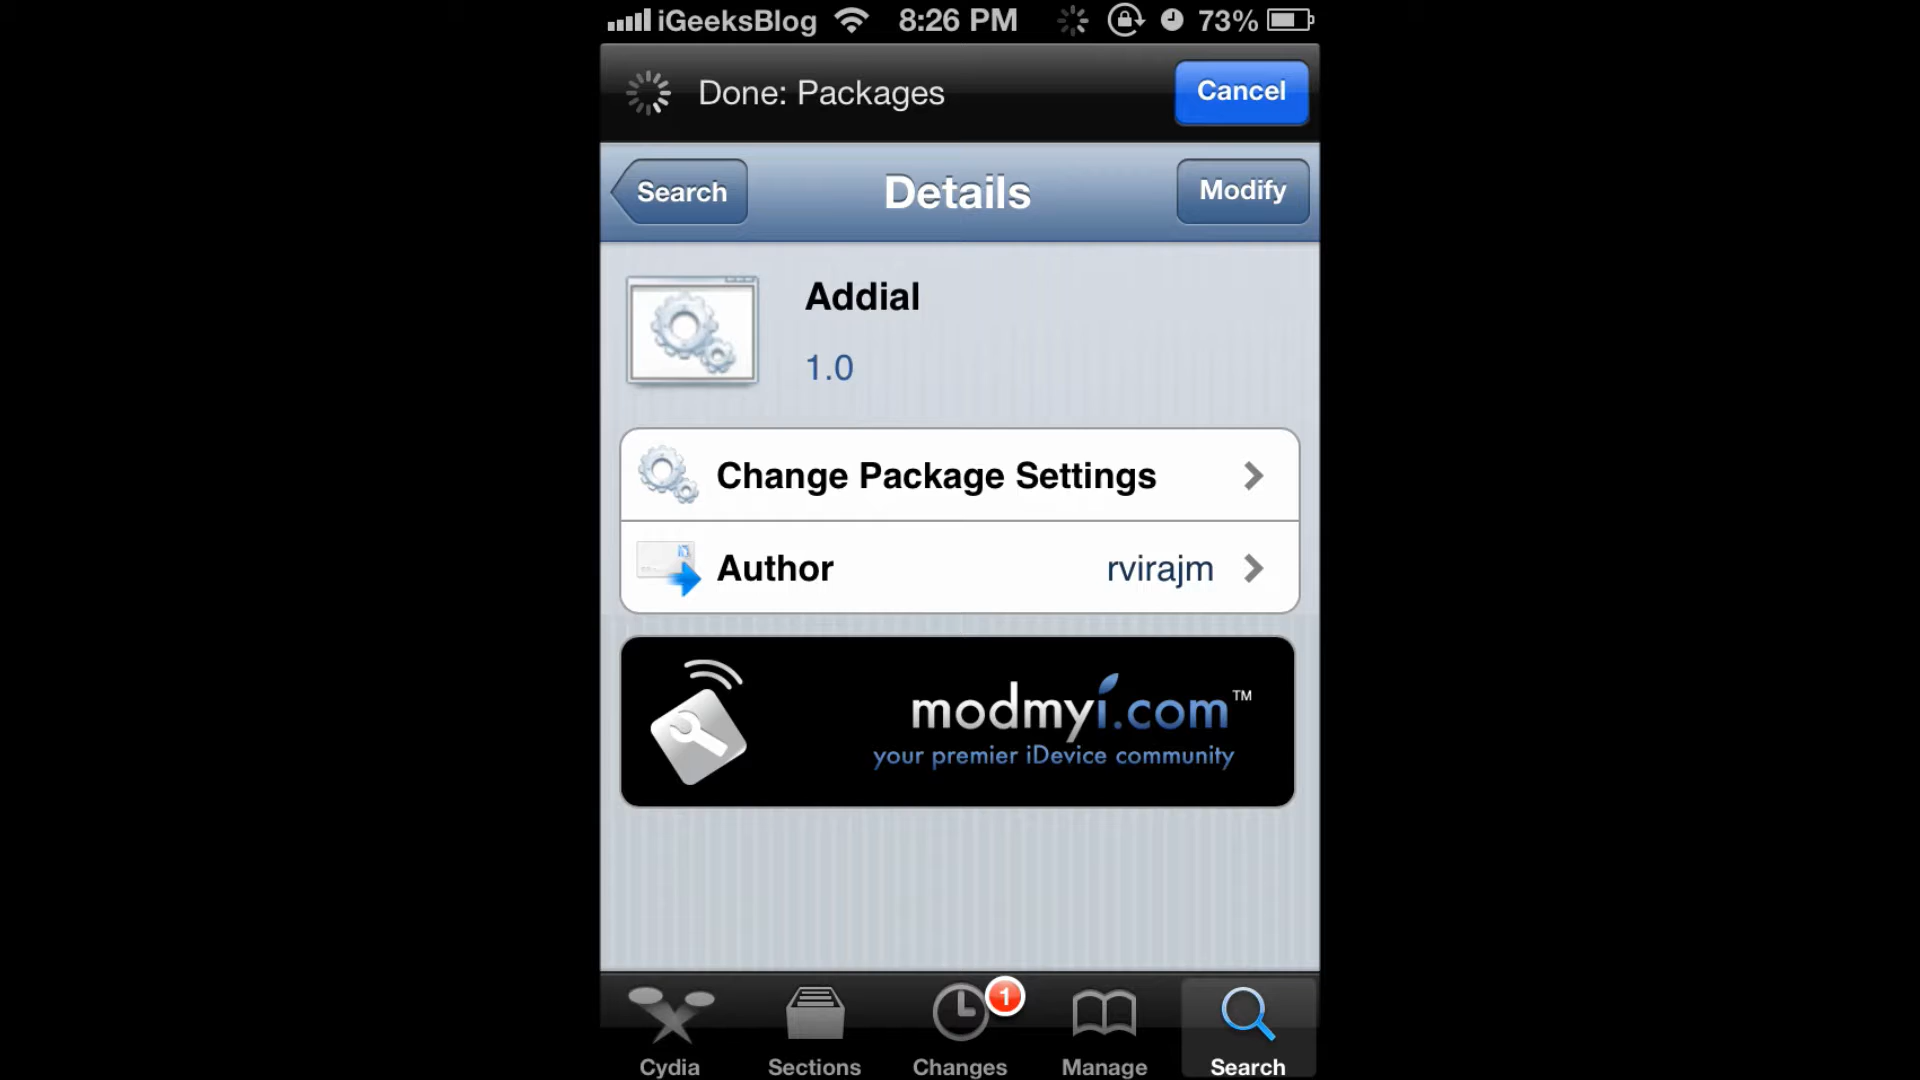 iGeeksBlog 8:26 PM 73%
Done: Packages Cancel
Search Details Modify
Addial
1.0
Change Package Settings
Author rvirajm
modmyi.com™
your premier iDevice community
1
Cydia Sections Changes Manage Search